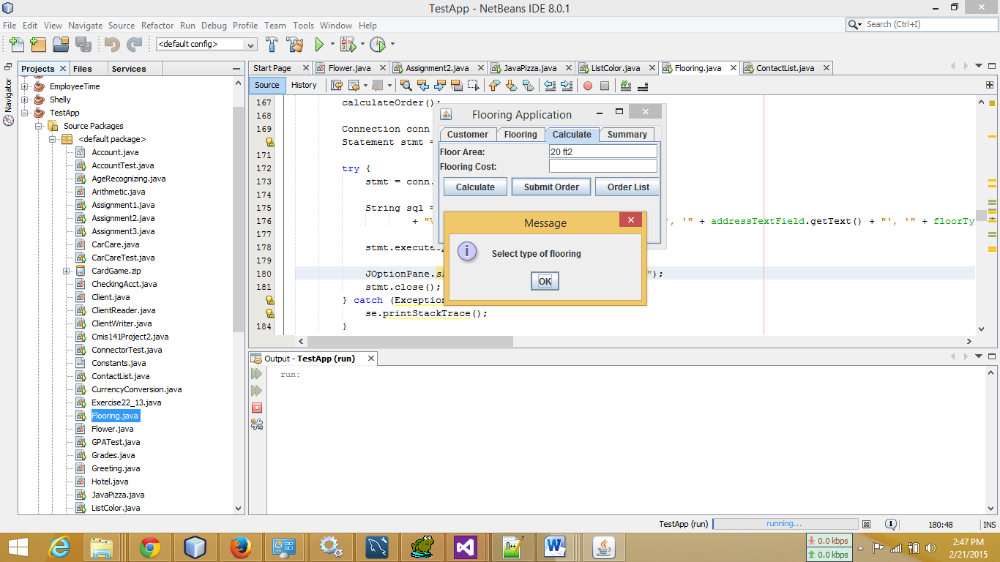 TestApp - NetBeans IDE 8.0.1
File Edit View Navigate Source Refactor Run Debug Profile Team Tools Window Help
Search (Ctrl+I)
<default config>
Projects Files Services
Navigator
EmployeeTime
Shelly
TestApp
Source Packages
<default package>
Account.java
AccountTest.java
AgeRecognizing.java
Arithmetic.java
Assignment1.java
Assignment2.java
Assignment3.java
CarCare.java
CarCareTest.java
CardGame.zip
CheckingAcct.java
Client.java
ClientReader.java
ClientWriter.java
Cmis141Project2.java
ConnectorTest.java
Constants.java
ContactList.java
CurrencyConversion.java
Exercise22_13.java
Flooring.java
Flower.java
GPATest.java
Grades.java
Greeting.java
Hotel.java
JavaPizza.java
ListColor.java
Start Page Flower.java Assignment2.java JavaPizza.java ListColor.java Flooring.java ContactList.java
Source History
167 calculateOrder();
168
169 Connection conn
Statement stmt =
171
172 try {
173 stmt = conn.
174
175 String sql =
176 + "V ', '" + addressTextField.getText() + "', '" + floorTy
177
178 stmt.execute
179
180 JOptionPane.s ");
181 stmt.close();
} catch (Exception
se.printStackTrace();
184 }
Flooring Application
Customer Flooring Calculate Summary
Floor Area: 20 ft2
Flooring Cost:
Calculate Submit Order Order List
Message
Select type of flooring
OK
Output - TestApp (run)
run:
TestApp (run) running... 1 180:48 INS
0.0 kbps
0.0 kbps
2:47 PM
2/21/2015